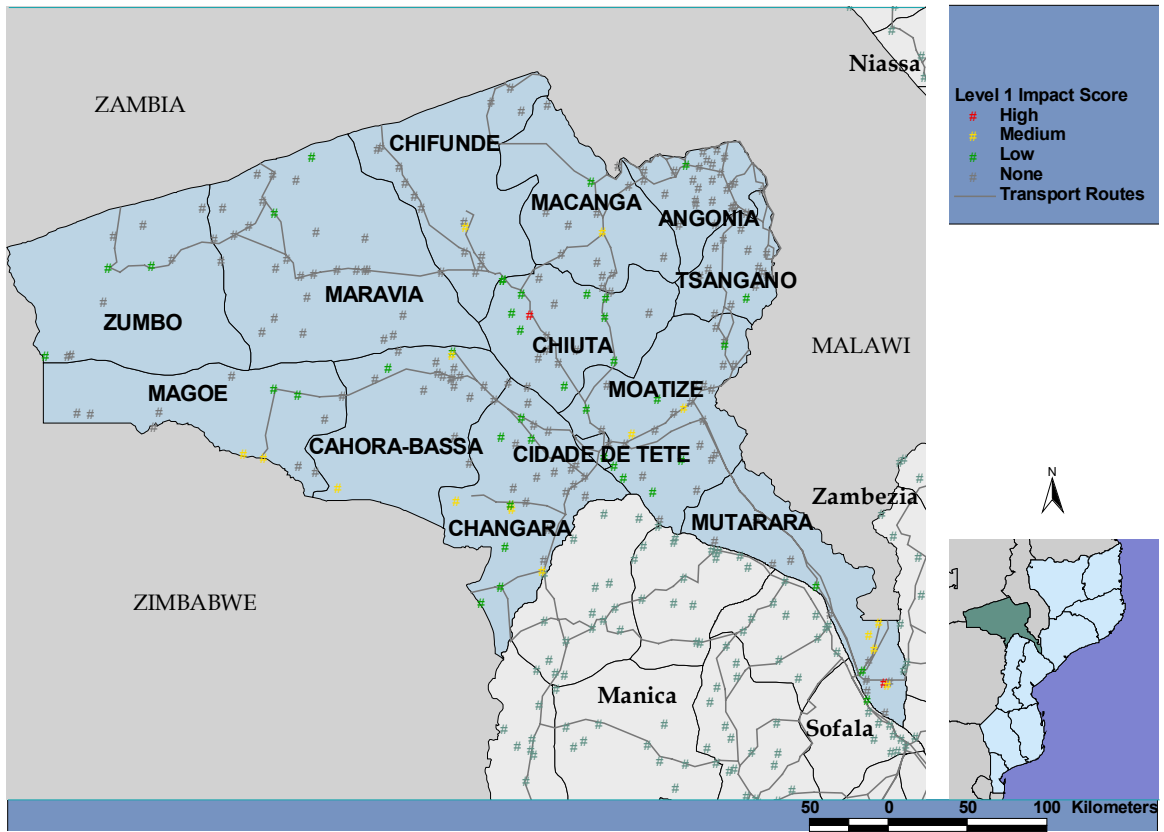 Niassa
ZAMBIA
Level 1 Impact Score
# High
# Medium
# Low
# None
Transport Routes
CHIFUNDE
MACANGA
ANGONIA
TSANGANO
MARAVIA
ZUMBO
CHIUTA
MALAWI
MAGOE
MOATIZE
CAHORA-BASSA
CIDADE DE TETE
Zambezia
N
CHANGARA
MUTARARA
ZIMBABWE
Manica
Sofala
50 0 50 100 Kilometers